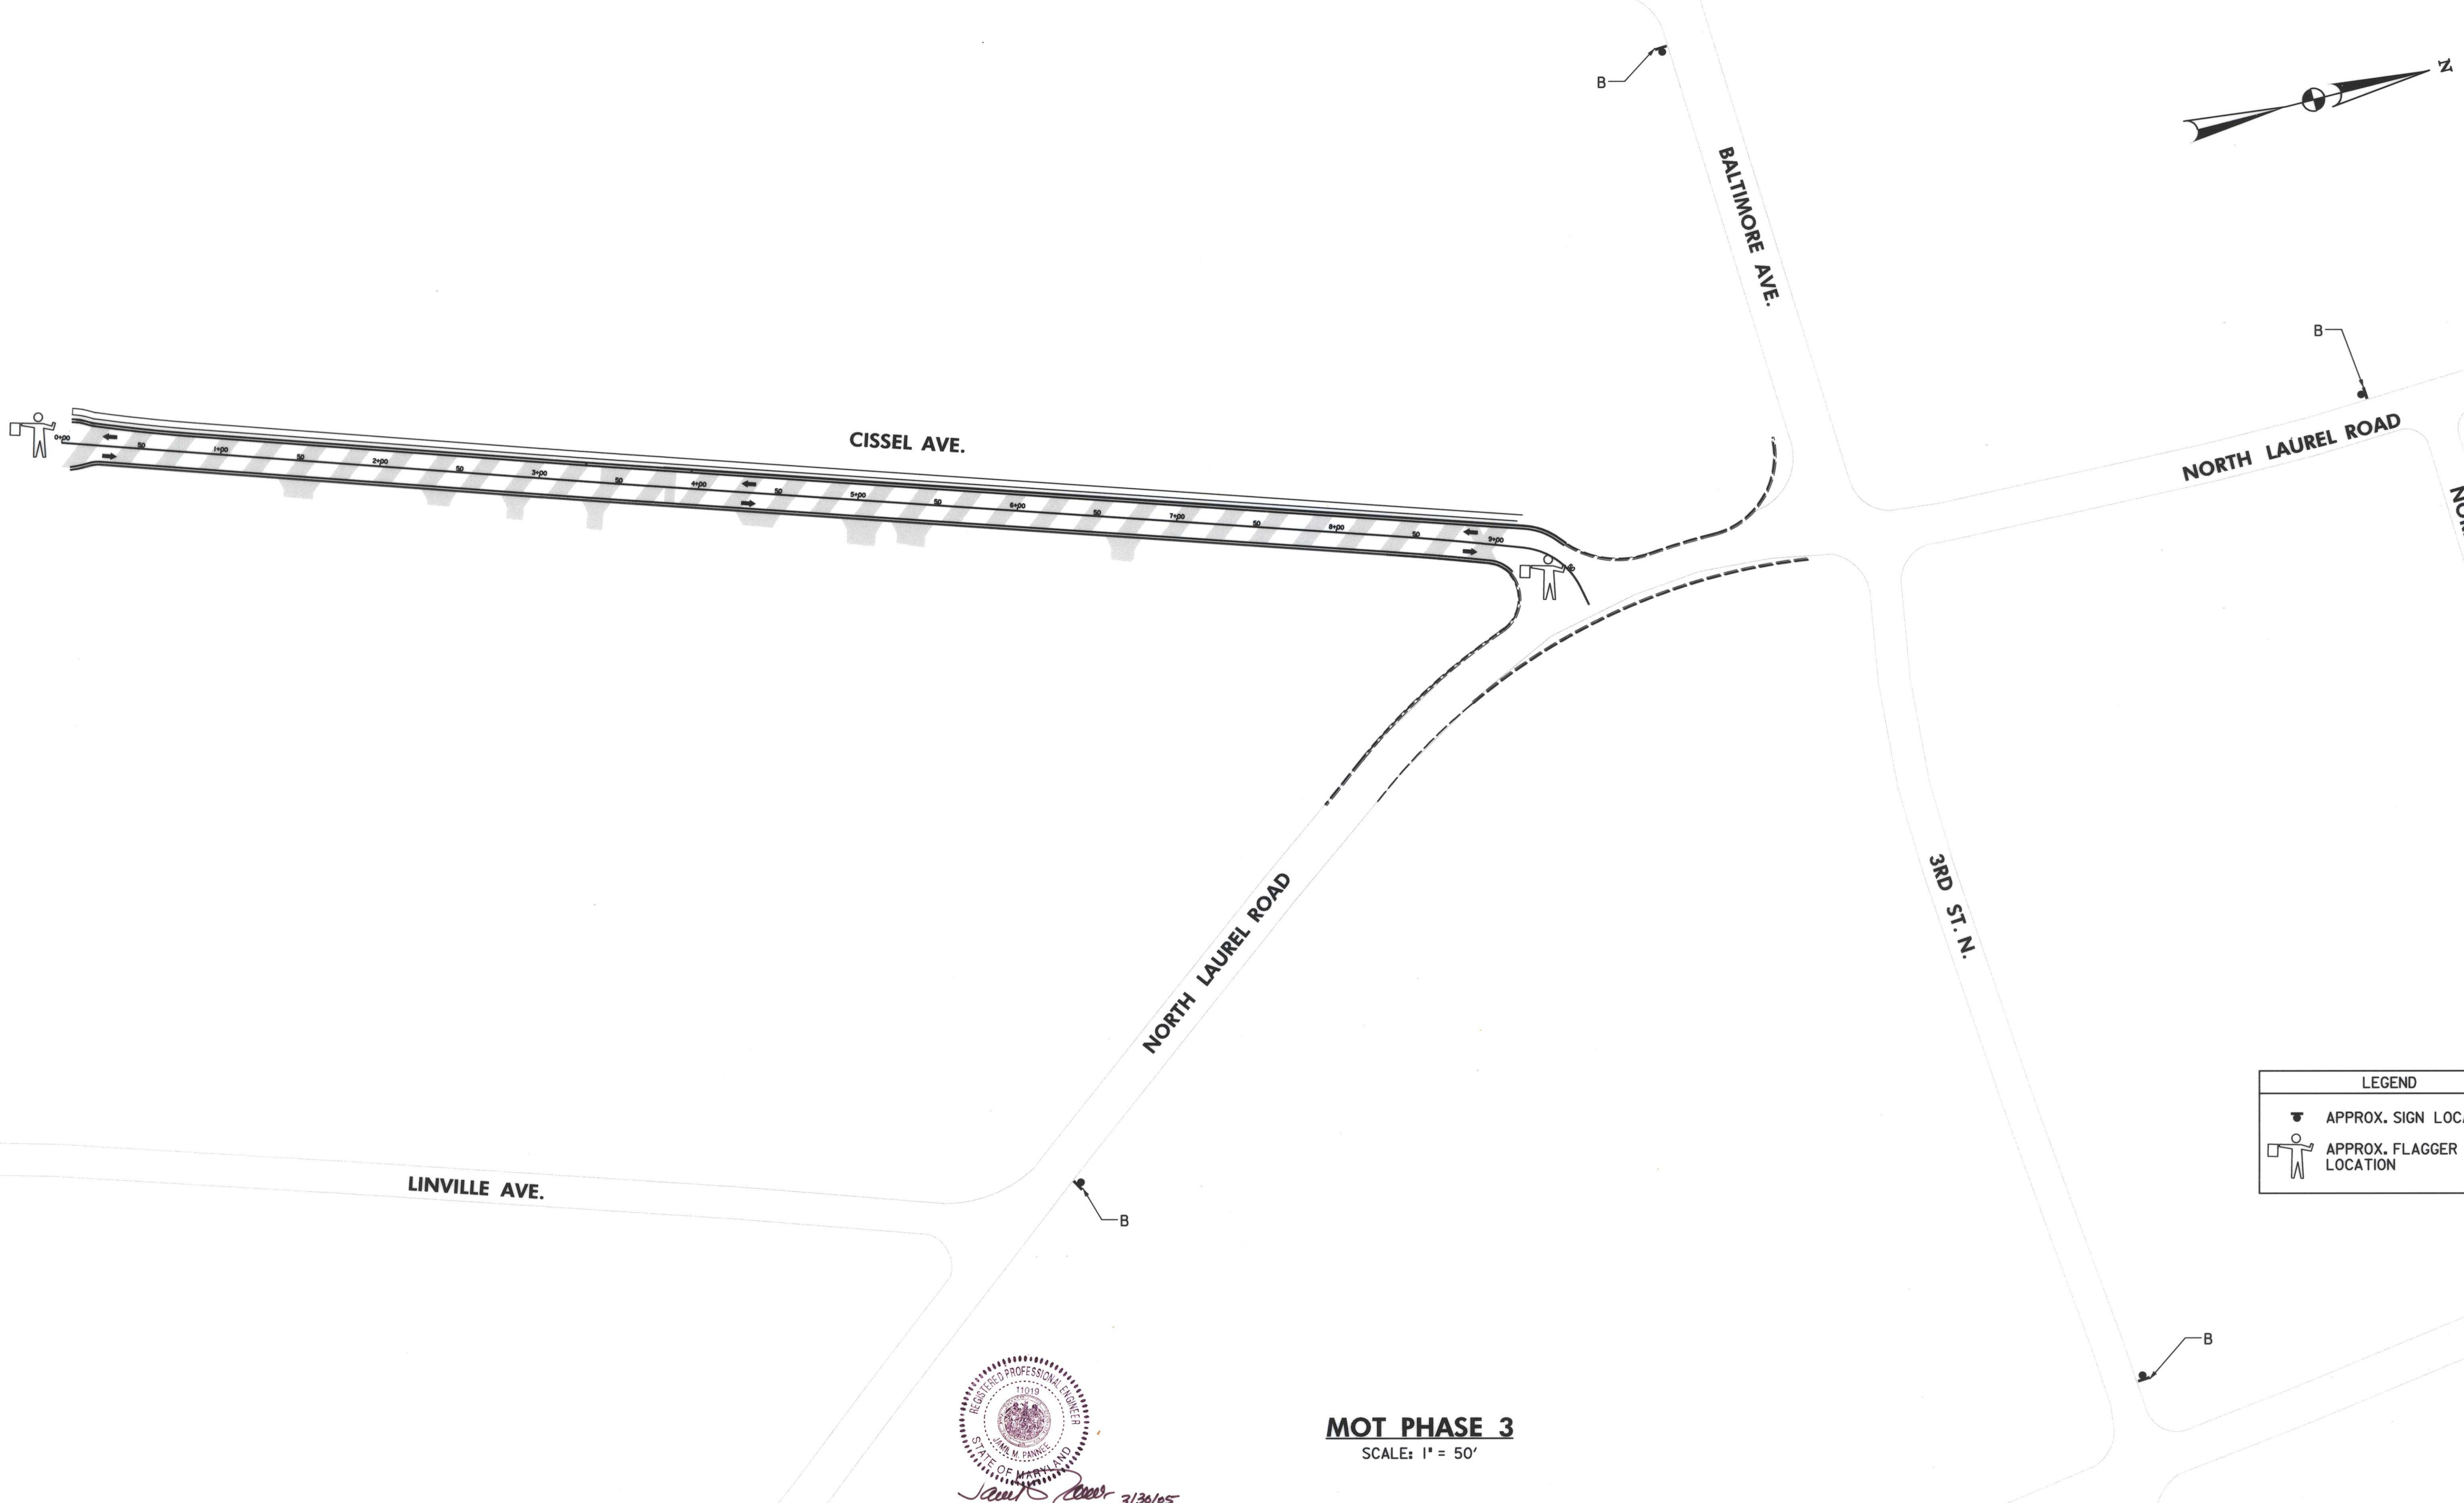 B
N
BALTIMORE AVE.
B
NORTH LAUREL ROAD
CISSEL AVE.
0+00
50
1+00
50
2+00
50
3+00
50
4+00
50
5+00
50
6+00
50
7+00
50
8+00
50
9+00
3RD ST. N.
NORTH LAUREL ROAD
LEGEND
APPROX. SIGN LOC
APPROX. FLAGGER
LOCATION
LINVILLE AVE.
B
B
REGISTERED PROFESSIONAL ENGINEER
11019
JAMIL M. PANNEE
STATE OF MARYLAND
3/30/05
MOT PHASE 3
SCALE: 1" = 50'